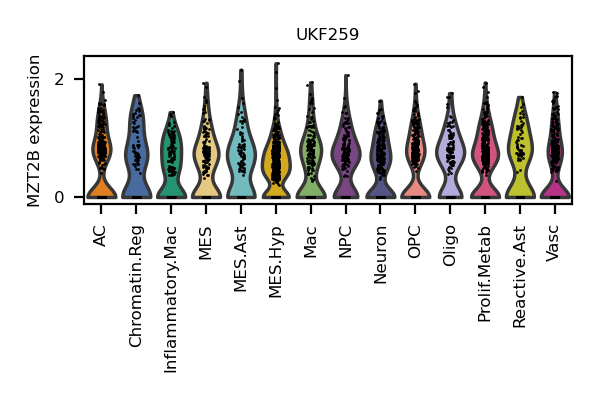 UKF259
MZT2B expression
2
0
AC
Chromatin.Reg
Inflammatory.Mac
MES
MES.Ast
MES.Hyp
Mac
NPC
Neuron
OPC
Oligo
Prolif.Metab
Reactive.Ast
Vasc